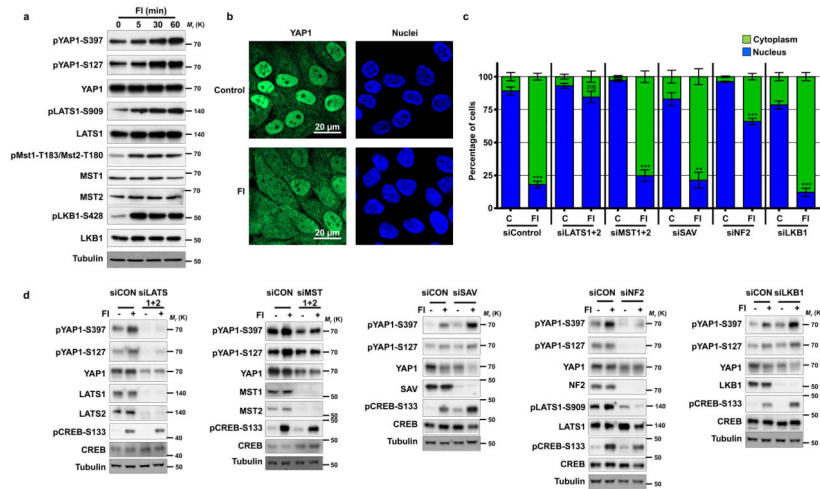 a
FI (min)
0 5 30 60 Mr (K)
pYAP1-S397
70
pYAP1-S127
70
YAP1
70
pLATS1-S909
140
LATS1
140
pMst1-T183/Mst2-T180
70
MST1
50
MST2
50
pLKB1-S428
50
LKB1
50
Tubulin
50
b
YAP1 Nuclei
Control
20 µm
FI
20 µm
c
Cytoplasm
Nucleus
Percentage of cells
100
75
50
25
0
***
ns
***
**
***
***
C FI C FI C FI C FI C FI C FI
siControl siLATS1+2 siMST1+2 siSAV siNF2 siLKB1
d
siCON siLATS
1+2
FI - + - + Mr (K)
pYAP1-S397
70
pYAP1-S127
70
YAP1
70
LATS1
140
LATS2
140
pCREB-S133
50
40
CREB
40
Tubulin
50
siCON siMST
1+2
FI - + - + Mr (K)
pYAP1-S397
70
pYAP1-S127
70
YAP1
70
MST1
50
MST2
50
pCREB-S133
50
CREB
50
Tubulin
50
siCON siSAV
FI - + - + Mr (K)
pYAP1-S397
70
pYAP1-S127
70
YAP1
70
SAV
50
pCREB-S133
50
CREB
50
Tubulin
50
siCON siNF2
FI - + - + Mr (K)
pYAP1-S397
70
pYAP1-S127
70
YAP1
70
NF2
70
pLATS1-S909
140
LATS1
140
pCREB-S133
50
CREB
50
Tubulin
50
siCON siLKB1
FI - + - + Mr (K)
pYAP1-S397
70
pYAP1-S127
70
YAP1
70
LKB1
50
pCREB-S133
50
CREB
50
Tubulin
50